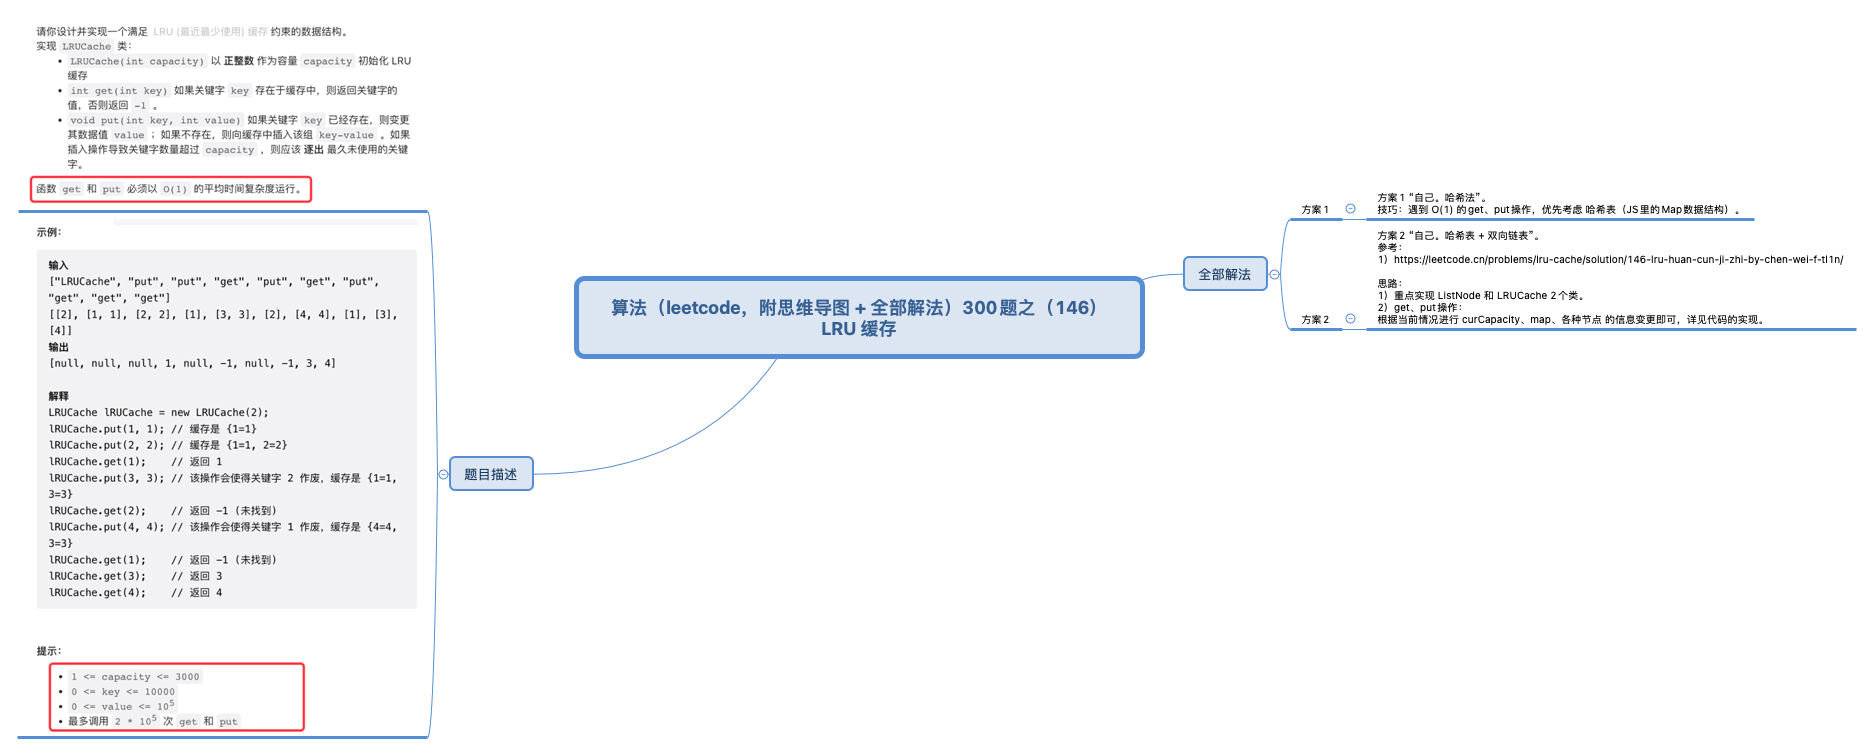 请你设计并实现一个满足 LRU (最近最少使用) 缓存 约束的数据结构。
实现 LRUCache 类：
• LRUCache(int capacity) 以 正整数 作为容量 capacity 初始化 LRU
缓存
• int get(int key) 如果关键字 key 存在于缓存中，则返回关键字的
值，否则返回 -1 。
• void put(int key, int value) 如果关键字 key 已经存在，则变更
其数据值 value ；如果不存在，则向缓存中插入该组 key-value 。如果
插入操作导致关键字数量超过 capacity ，则应该 逐出 最久未使用的关键
字。
函数 get 和 put 必须以 O(1) 的平均时间复杂度运行。
示例：
输入
["LRUCache", "put", "put", "get", "put", "get", "put",
"get", "get", "get"]
[[2], [1, 1], [2, 2], [1], [3, 3], [2], [4, 4], [1], [3],
[4]]
输出
[null, null, null, 1, null, -1, null, -1, 3, 4]
解释
LRUCache lRUCache = new LRUCache(2);
lRUCache.put(1, 1); // 缓存是 {1=1}
lRUCache.put(2, 2); // 缓存是 {1=1, 2=2}
lRUCache.get(1);    // 返回 1
lRUCache.put(3, 3); // 该操作会使得关键字 2 作废，缓存是 {1=1,
3=3}
lRUCache.get(2);    // 返回 -1 (未找到)
lRUCache.put(4, 4); // 该操作会使得关键字 1 作废，缓存是 {4=4,
3=3}
lRUCache.get(1);    // 返回 -1 (未找到)
lRUCache.get(3);    // 返回 3
lRUCache.get(4);    // 返回 4
提示：
• 1 <= capacity <= 3000
• 0 <= key <= 10000
• 0 <= value <= 10⁵
• 最多调用 2 * 10⁵ 次 get 和 put
题目描述
算法（leetcode，附思维导图 + 全部解法）300题之（146）
LRU 缓存
全部解法
方案 1
方案 1 “自己。哈希法”。
技巧：遇到 O(1) 的 get、put 操作，优先考虑 哈希表（JS 里的 Map 数据结构）。
方案 2
方案 2 “自己。哈希表 + 双向链表”。
参考：
1）https://leetcode.cn/problems/lru-cache/solution/146-lru-huan-cun-ji-zhi-by-chen-wei-f-tl1n/
思路：
1）重点实现 ListNode 和 LRUCache 2 个类。
2）get、put 操作：
根据当前情况进行 curCapacity、map、各种节点 的信息变更即可，详见代码的实现。